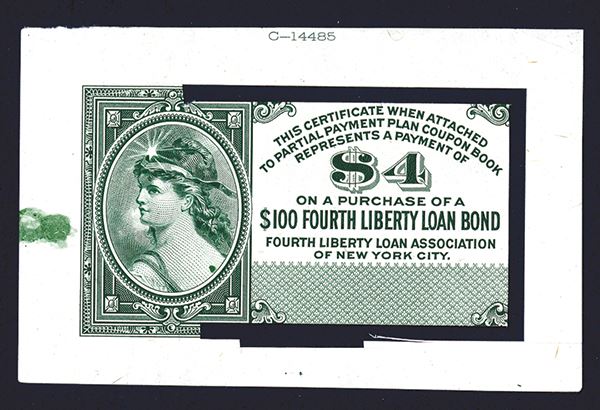 C–14485
THIS CERTIFICATE WHEN ATTACHED
TO PARTIAL PAYMENT PLAN COUPON BOOK
REPRESENTS A PAYMENT OF
$4
ON A PURCHASE OF A
$100 FOURTH LIBERTY LOAN BOND
FOURTH LIBERTY LOAN ASSOCIATION
OF NEW YORK CITY.